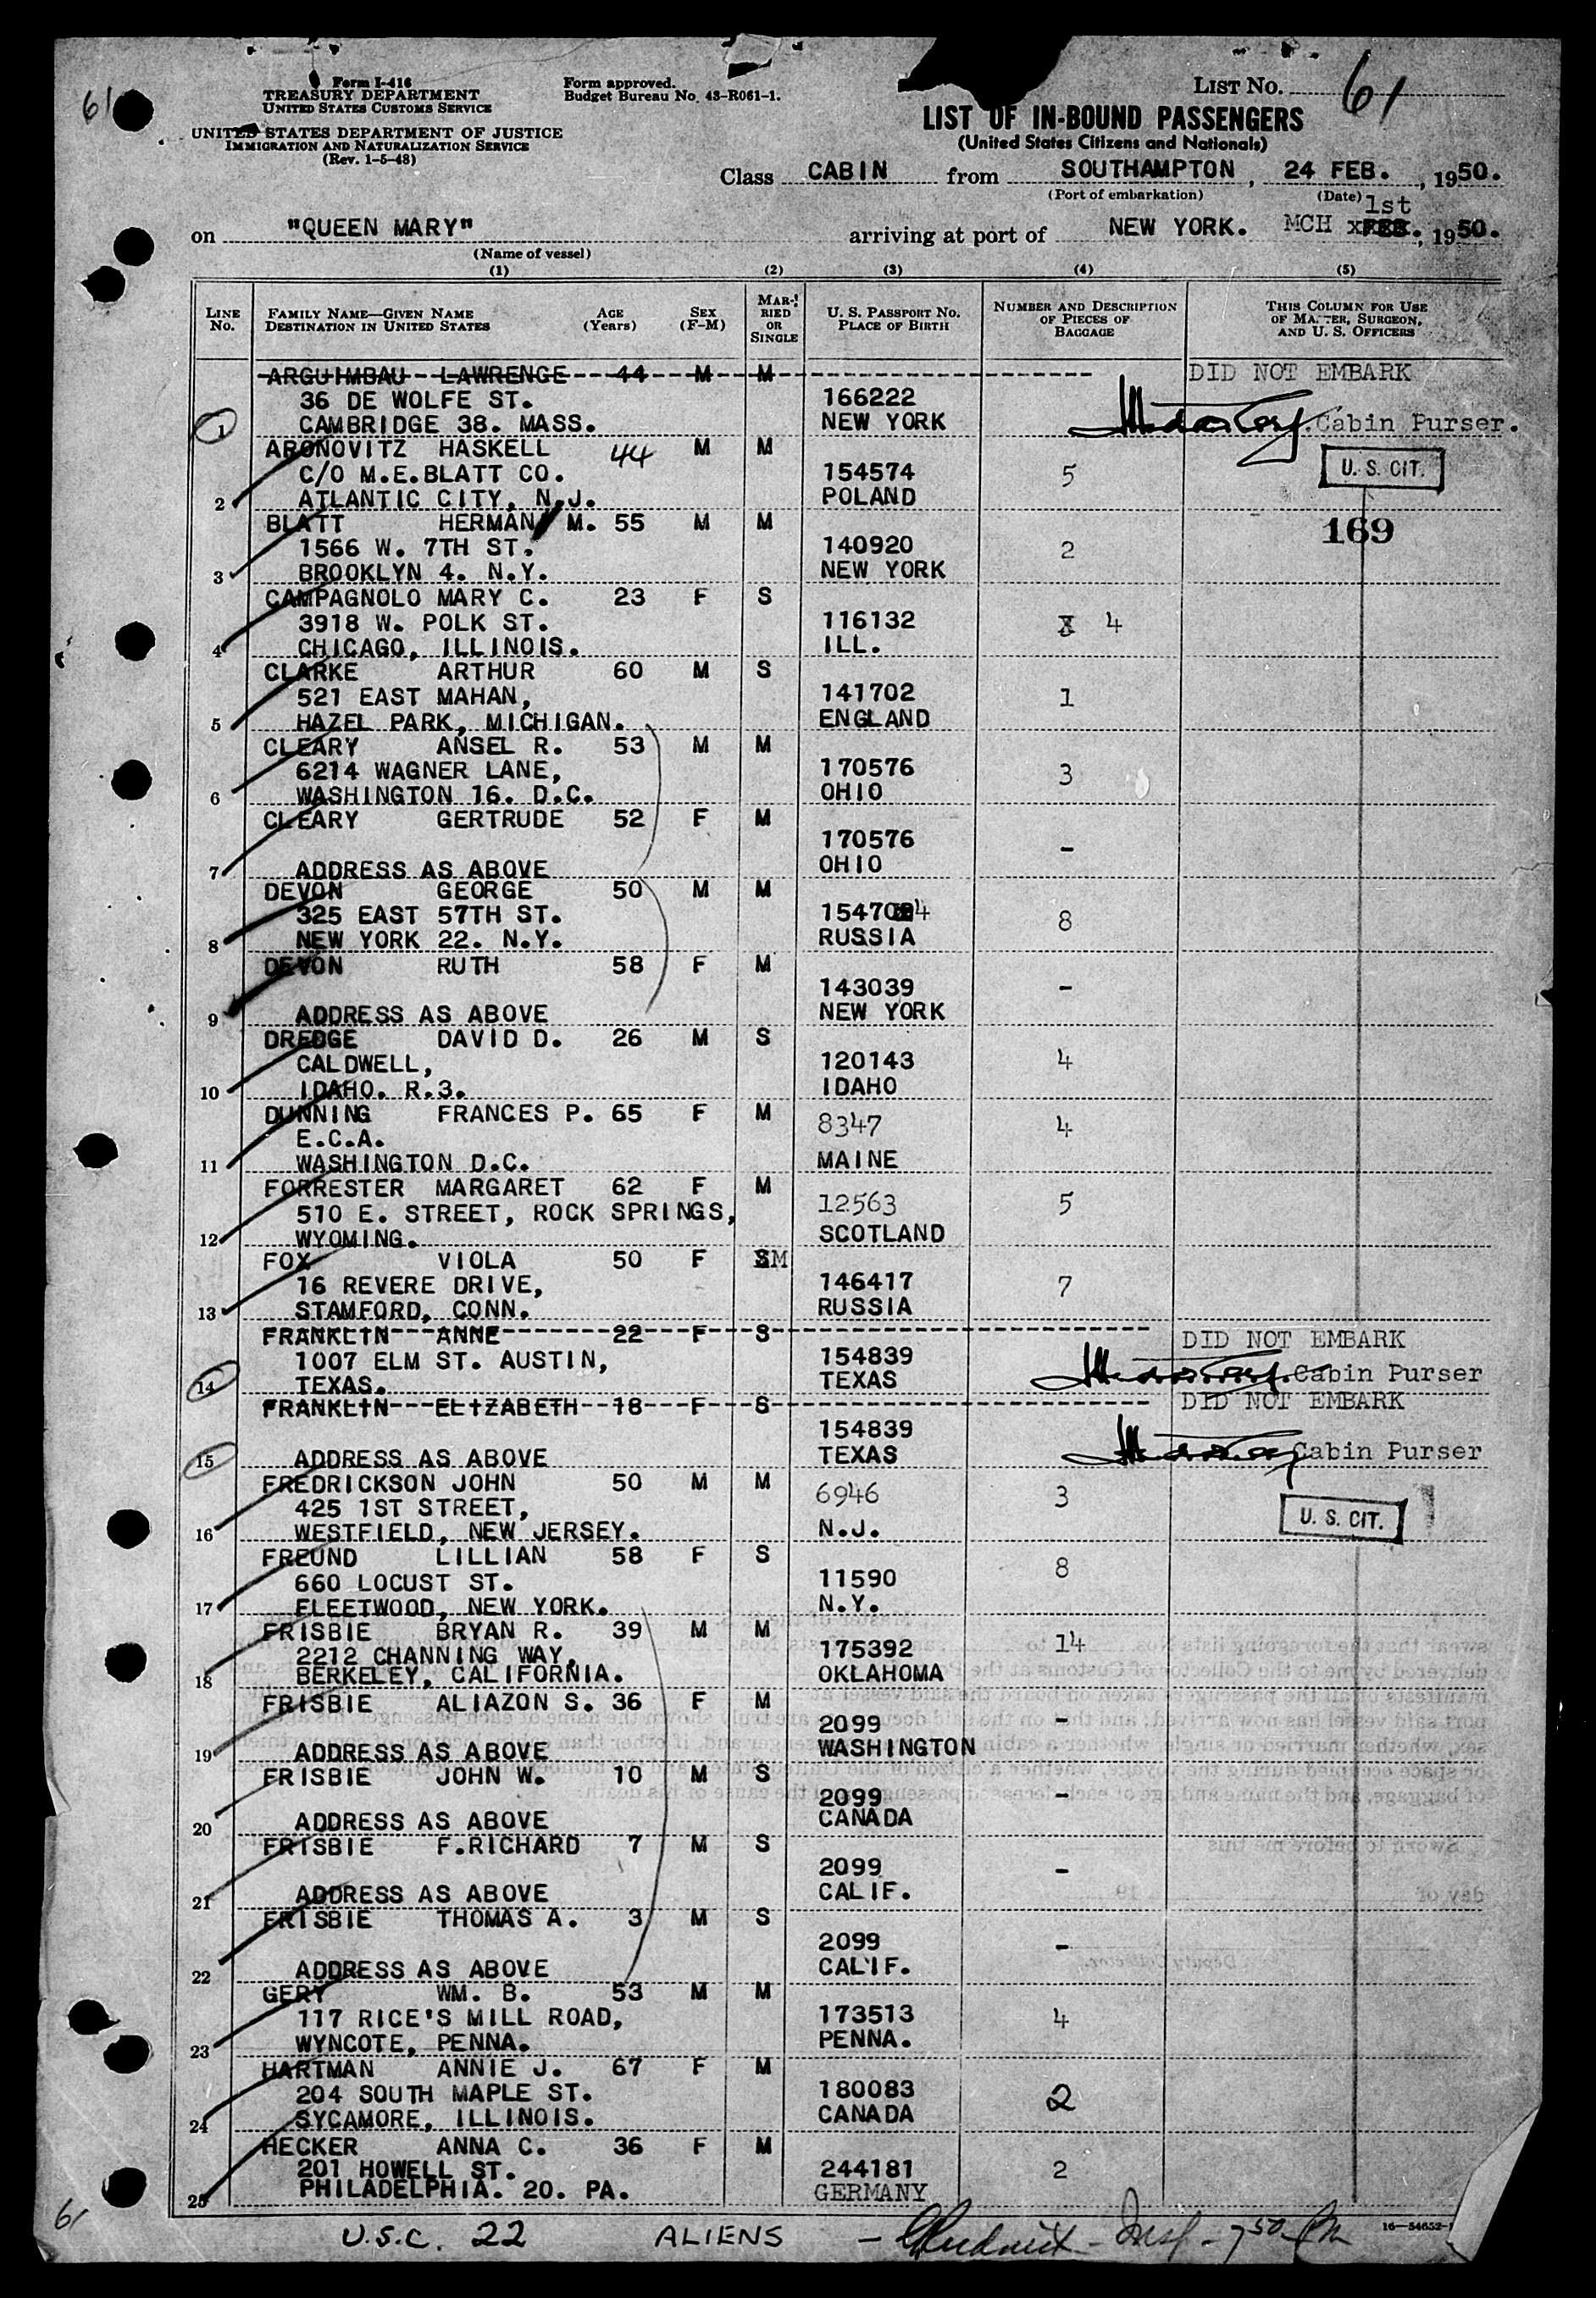 61
Form I-416
TREASURY DEPARTMENT
UNITED STATES CUSTOMS SERVICE
UNITED STATES DEPARTMENT OF JUSTICE
IMMIGRATION AND NATURALIZATION SERVICE
(Rev. 1-5-48)
Form approved.
Budget Bureau No. 43-R061-1.
LIST NO. 61
LIST OF IN-BOUND PASSENGERS
(United States Citizens and Nationals)
Class CABIN from SOUTHAMPTON, 24 FEB., 1950.
(Port of embarkation) (Date)
on "QUEEN MARY" arriving at port of NEW YORK. MCH 1st FEB., 1950.
(Name of vessel)
(1) (2) (3) (4) (5)
LINE No. FAMILY NAME—GIVEN NAME DESTINATION IN UNITED STATES AGE (Years) SEX (F-M) MARRIED OR SINGLE U. S. PASSPORT NO. PLACE OF BIRTH NUMBER AND DESCRIPTION OF PIECES OF BAGGAGE THIS COLUMN FOR USE OF MASTER, SURGEON, AND U. S. OFFICERS
ARGUIMBAU LAWRENCE 44 M M DID NOT EMBARK
36 DE WOLFE ST. 166222
1 CAMBRIDGE 38. MASS. NEW YORK Cabin Purser.
ARONOVITZ HASKELL 44 M M
C/O M.E.BLATT CO. 154574 5 U. S. CIT.
2 ATLANTIC CITY, N.J. POLAND
BLATT HERMAN M. 55 M M 169
1566 W. 7TH ST. 140920 2
3 BROOKLYN 4. N.Y. NEW YORK
CAMPAGNOLO MARY C. 23 F S
3918 W. POLK ST. 116132 4
4 CHICAGO, ILLINOIS. ILL.
CLARKE ARTHUR 60 M S
521 EAST MAHAN, 141702 1
5 HAZEL PARK, MICHIGAN. ENGLAND
CLEARY ANSEL R. 53 M M
6214 WAGNER LANE, 170576 3
6 WASHINGTON 16. D.C. OHIO
CLEARY GERTRUDE 52 F M
170576 -
7 ADDRESS AS ABOVE OHIO
DEVON GEORGE 50 M M
325 EAST 57TH ST. 154704 8
8 NEW YORK 22. N.Y. RUSSIA
DEVON RUTH 58 F M
143039 -
9 ADDRESS AS ABOVE NEW YORK
DREDGE DAVID D. 26 M S
CALDWELL, 120143 4
10 IDAHO. R.3. IDAHO
DUNNING FRANCES P. 65 F M
E.C.A. 8347 4
11 WASHINGTON D.C. MAINE
FORRESTER MARGARET 62 F M
510 E. STREET, ROCK SPRINGS, 12563 5
12 WYOMING. SCOTLAND
FOX VIOLA 50 F SM
16 REVERE DRIVE, 146417 7
13 STAMFORD, CONN. RUSSIA
FRANKLIN ANNE 22 F S DID NOT EMBARK
1007 ELM ST. AUSTIN, 154839
14 TEXAS. TEXAS Cabin Purser
FRANKLIN ELIZABETH 18 F S DID NOT EMBARK
154839
15 ADDRESS AS ABOVE TEXAS Cabin Purser
FREDRICKSON JOHN 50 M M
425 1ST STREET, 6946 3 U. S. CIT.
16 WESTFIELD, NEW JERSEY. N.J.
FREUND LILLIAN 58 F S
660 LOCUST ST. 11590 8
17 FLEETWOOD, NEW YORK. N.Y.
FRISBIE BRYAN R. 39 M M
2212 CHANNING WAY, 175392 14
18 BERKELEY, CALIFORNIA. OKLAHOMA
FRISBIE ALIAZON S. 36 F M
2099 -
19 ADDRESS AS ABOVE WASHINGTON
FRISBIE JOHN W. 10 M S
2099 -
20 ADDRESS AS ABOVE CANADA
FRISBIE F.RICHARD 7 M S
2099 -
21 ADDRESS AS ABOVE CALIF.
FRISBIE THOMAS A. 3 M S
2099 -
22 ADDRESS AS ABOVE CALIF.
GERY WM. B. 53 M M
117 RICE'S MILL ROAD, 173513 4
23 WYNCOTE, PENNA. PENNA.
HARTMAN ANNIE J. 67 F M
204 SOUTH MAPLE ST. 180083 2
24 SYCAMORE, ILLINOIS. CANADA
HECKER ANNA C. 36 F M
201 HOWELL ST. 244181 2
25 PHILADELPHIA. 20. PA. GERMANY
61
U.S.C. 22 ALIENS - Insp - 7 50 PM
16—54652-1